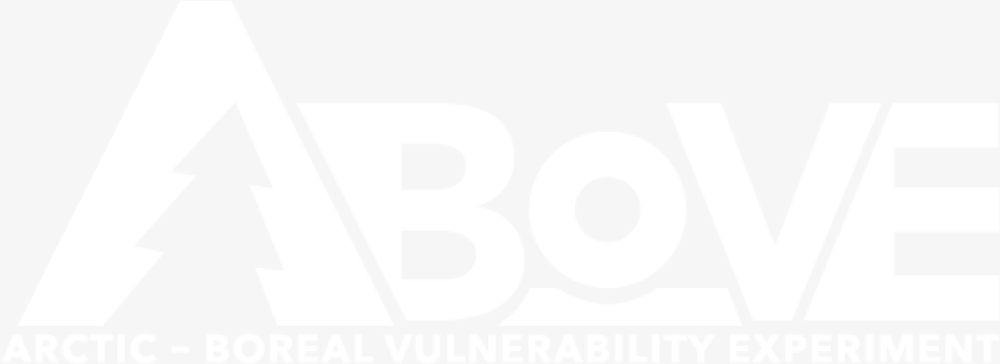 ABoVE
ARCTIC – BOREAL VULNERABILITY EXPERIMENT